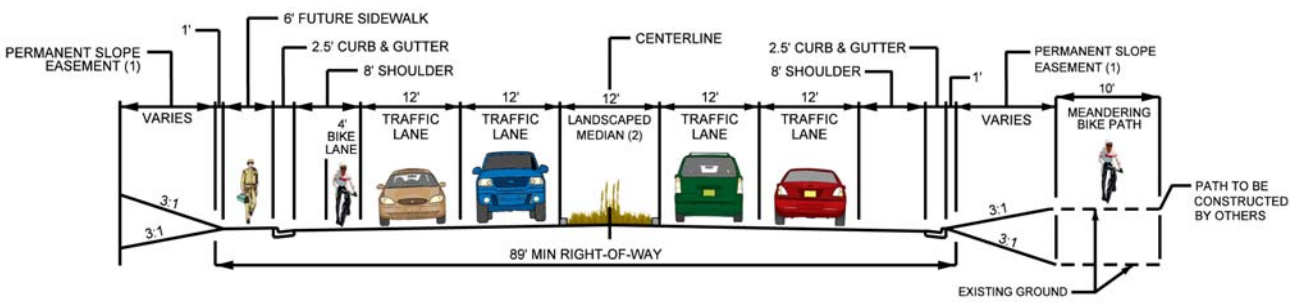 6' FUTURE SIDEWALK
1'
2.5' CURB & GUTTER
CENTERLINE
2.5' CURB & GUTTER
PERMANENT SLOPE
EASEMENT (1)
PERMANENT SLOPE
EASEMENT (1)
8' SHOULDER
8' SHOULDER
1'
12'
12'
12'
12'
12'
10'
VARIES
4'
BIKE
LANE
TRAFFIC
LANE
TRAFFIC
LANE
LANDSCAPED
MEDIAN (2)
TRAFFIC
LANE
TRAFFIC
LANE
VARIES
MEANDERING
BIKE PATH
3:1
3:1
3:1
3:1
PATH TO BE
CONSTRUCTED
BY OTHERS
89' MIN RIGHT-OF-WAY
EXISTING GROUND